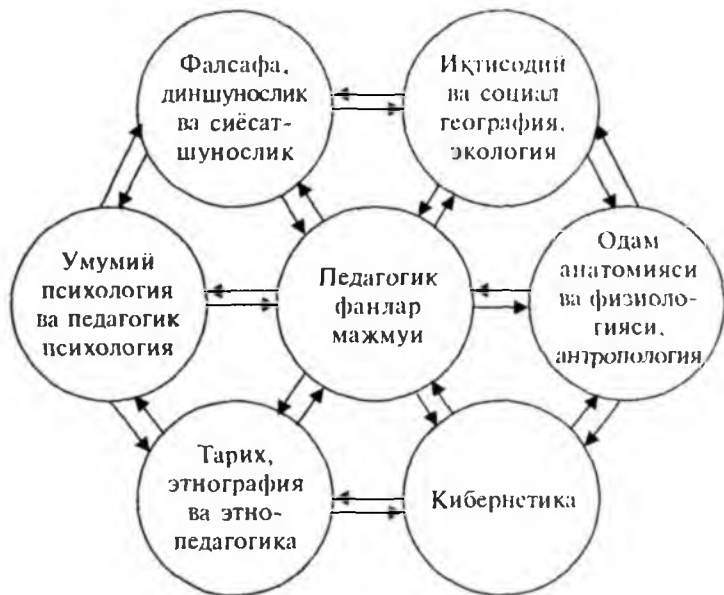 Фалсафа,
диншунослик
ва сиёсат-
шунослик
Иқтисодий
ва социал
география,
экология
Умумий
психология
ва педагогик
психология
Педагогик
фанлар
мажмуи
Одам
анатомияси
ва физиоло-
гияси,
антропология
Тарих,
этнография
ва этно-
педагогика
Кибернетика